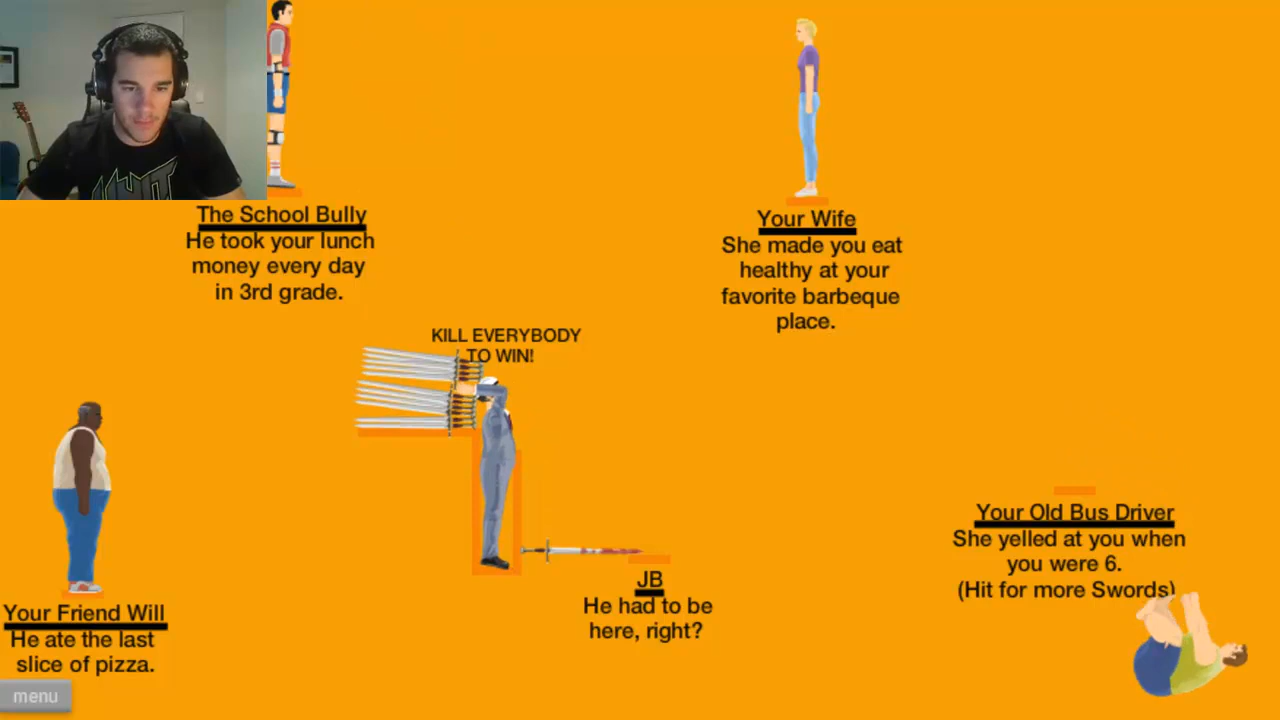 The School Bully
He took your lunch
money every day
in 3rd grade.
Your Wife
She made you eat
healthy at your
favorite barbeque
place.
KILL EVERYBODY
TO WIN!
Your Old Bus Driver
She yelled at you when
you were 6.
(Hit for more Swords)
JB
He had to be
here, right?
Your Friend Will
He ate the last
slice of pizza.
menu